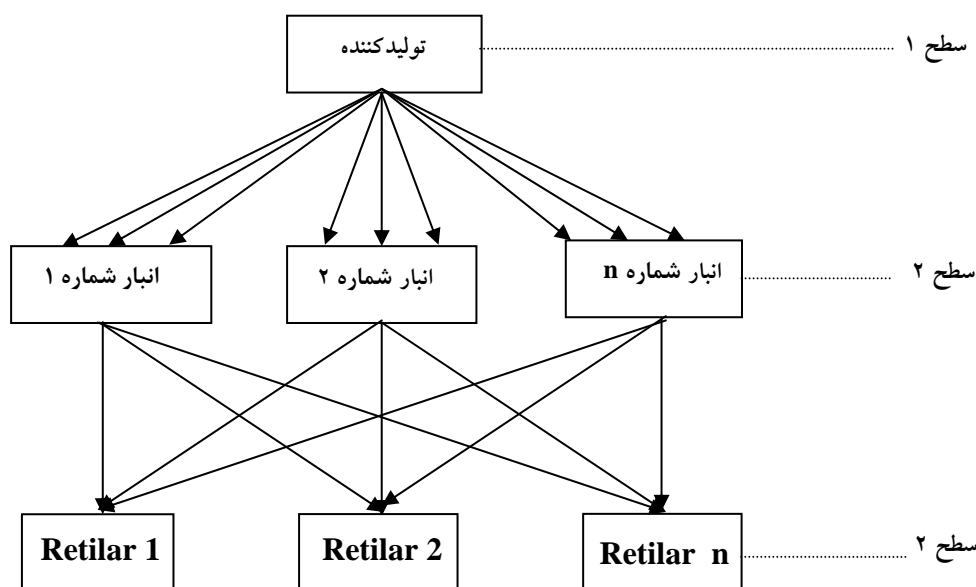 تولیدکننده
سطح ۱
انبار شماره ۱
انبار شماره ۲
انبار شماره n
سطح ۲
Retilar 1
Retilar 2
Retilar n
سطح ۲